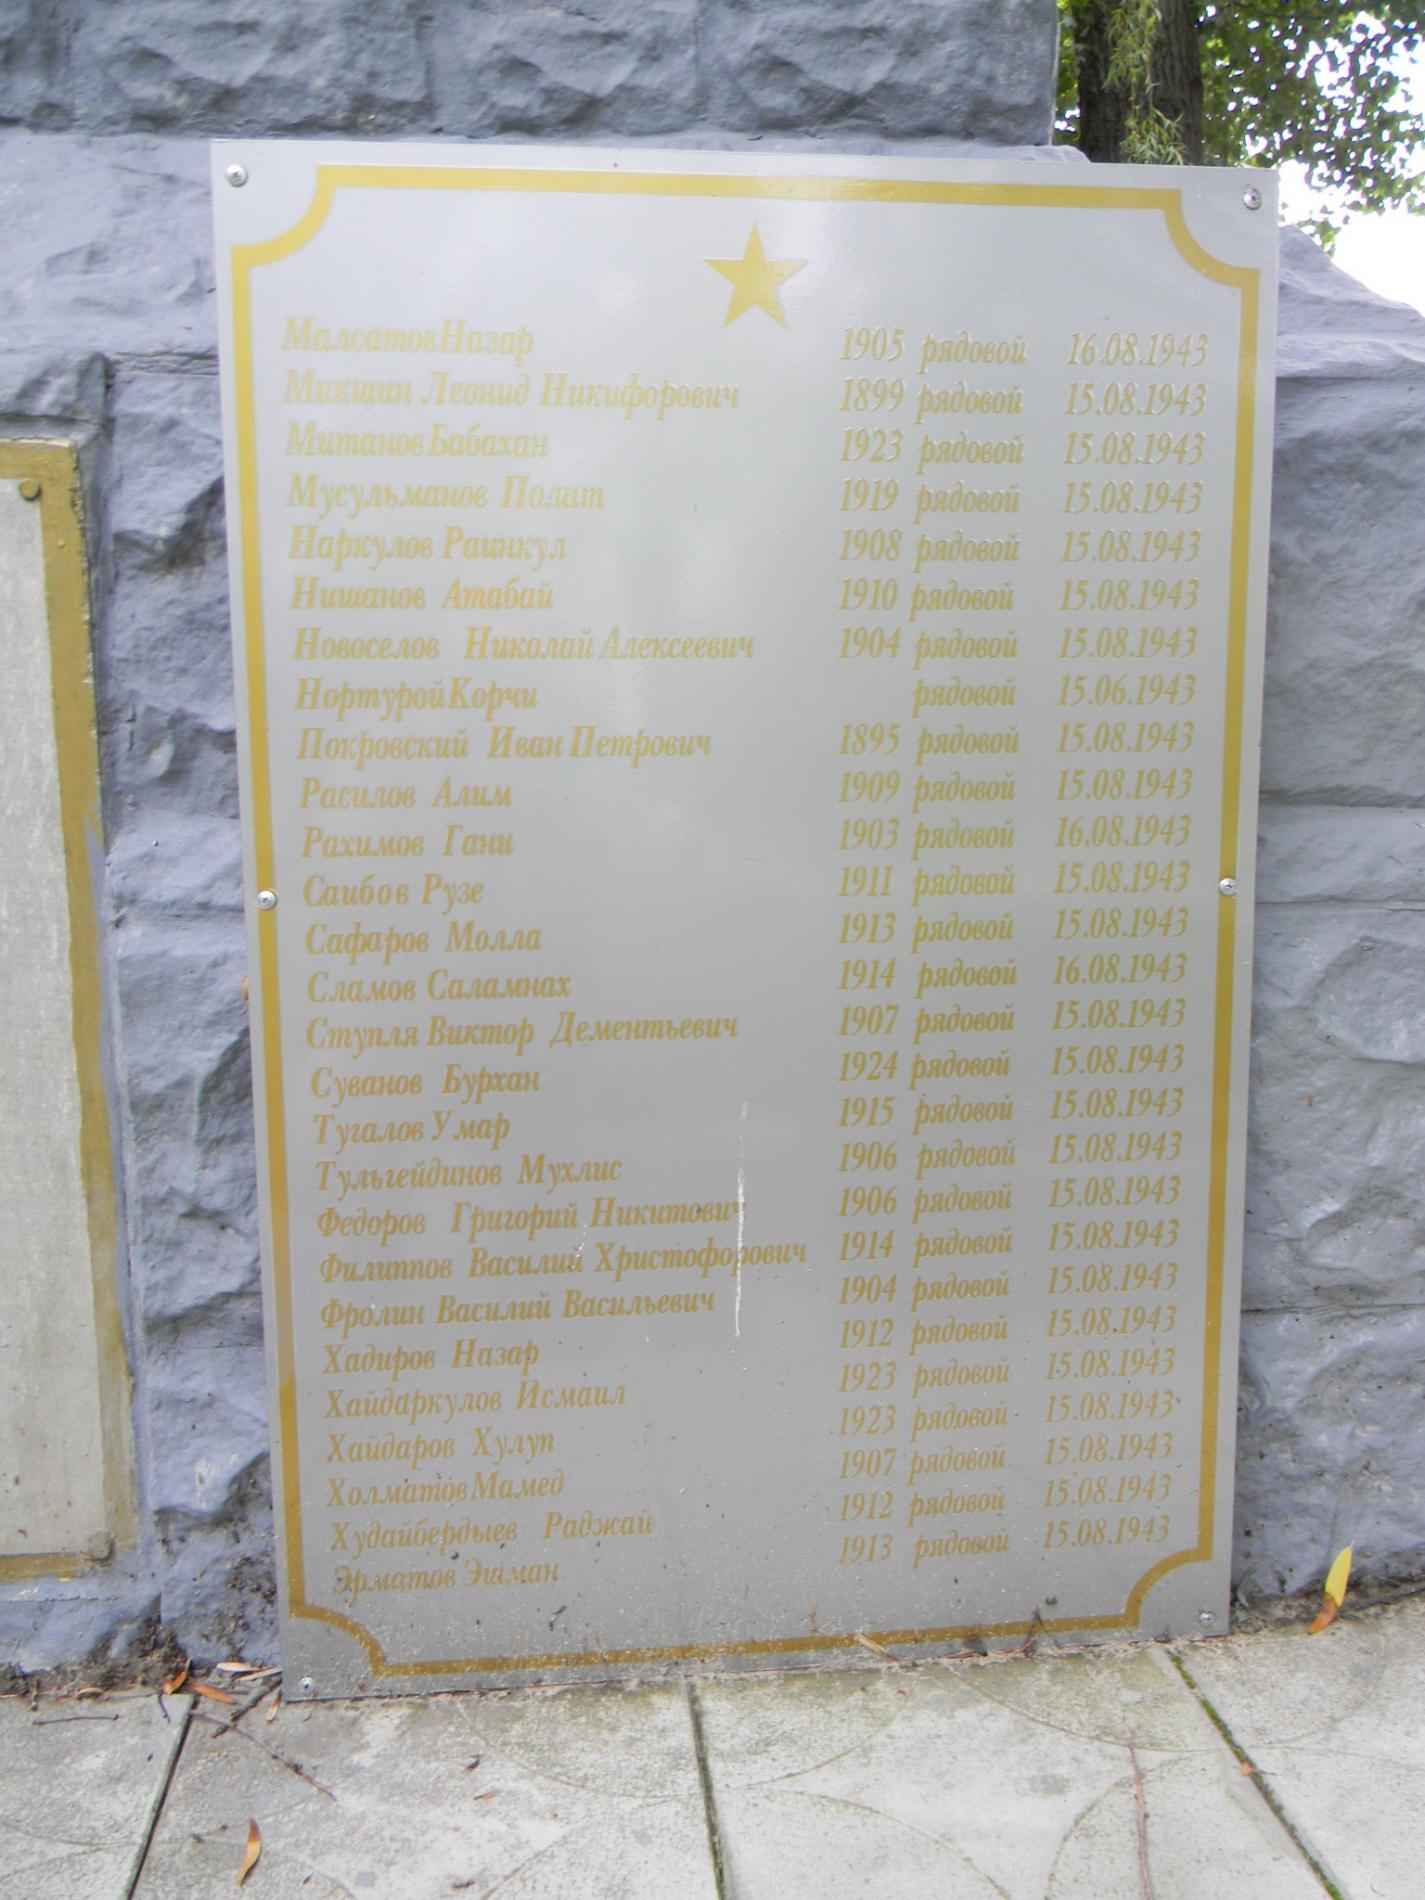 Малсатов Назар 1905 рядовой 16.08.1943
Микшин Леонид Никифорович 1899 рядовой 15.08.1943
Митанов Бабахан 1923 рядовой 15.08.1943
Мусульманов Полат 1919 рядовой 15.08.1943
Наркулов Раинкул 1908 рядовой 15.08.1943
Нишанов Атабай 1910 рядовой 15.08.1943
Новоселов Николай Алексеевич 1904 рядовой 15.08.1943
Нортурой Корчи рядовой 15.06.1943
Покровский Иван Петрович 1895 рядовой 15.08.1943
Расилов Алим 1909 рядовой 15.08.1943
Рахимов Гани 1903 рядовой 16.08.1943
Саибов Рузе 1911 рядовой 15.08.1943
Сафаров Молла 1913 рядовой 15.08.1943
Сламов Саламнах 1914 рядовой 16.08.1943
Ступля Виктор Дементьевич 1907 рядовой 15.08.1943
Суванов Бурхан 1924 рядовой 15.08.1943
Тугалов Умар 1915 рядовой 15.08.1943
Тульгейдинов Мухлис 1906 рядовой 15.08.1943
Федоров Григорий Никитович 1906 рядовой 15.08.1943
Филиппов Василий Христофорович 1914 рядовой 15.08.1943
Фролин Василий Васильевич 1904 рядовой 15.08.1943
Хадиров Назар 1912 рядовой 15.08.1943
Хайдаркулов Исмаил 1923 рядовой 15.08.1943
Хайдаров Хулуп 1923 рядовой 15.08.1943
Холматов Мамед 1907 рядовой 15.08.1943
Худайбердыев Раджай 1912 рядовой 15.08.1943
Эрматов Эшман 1913 рядовой 15.08.1943